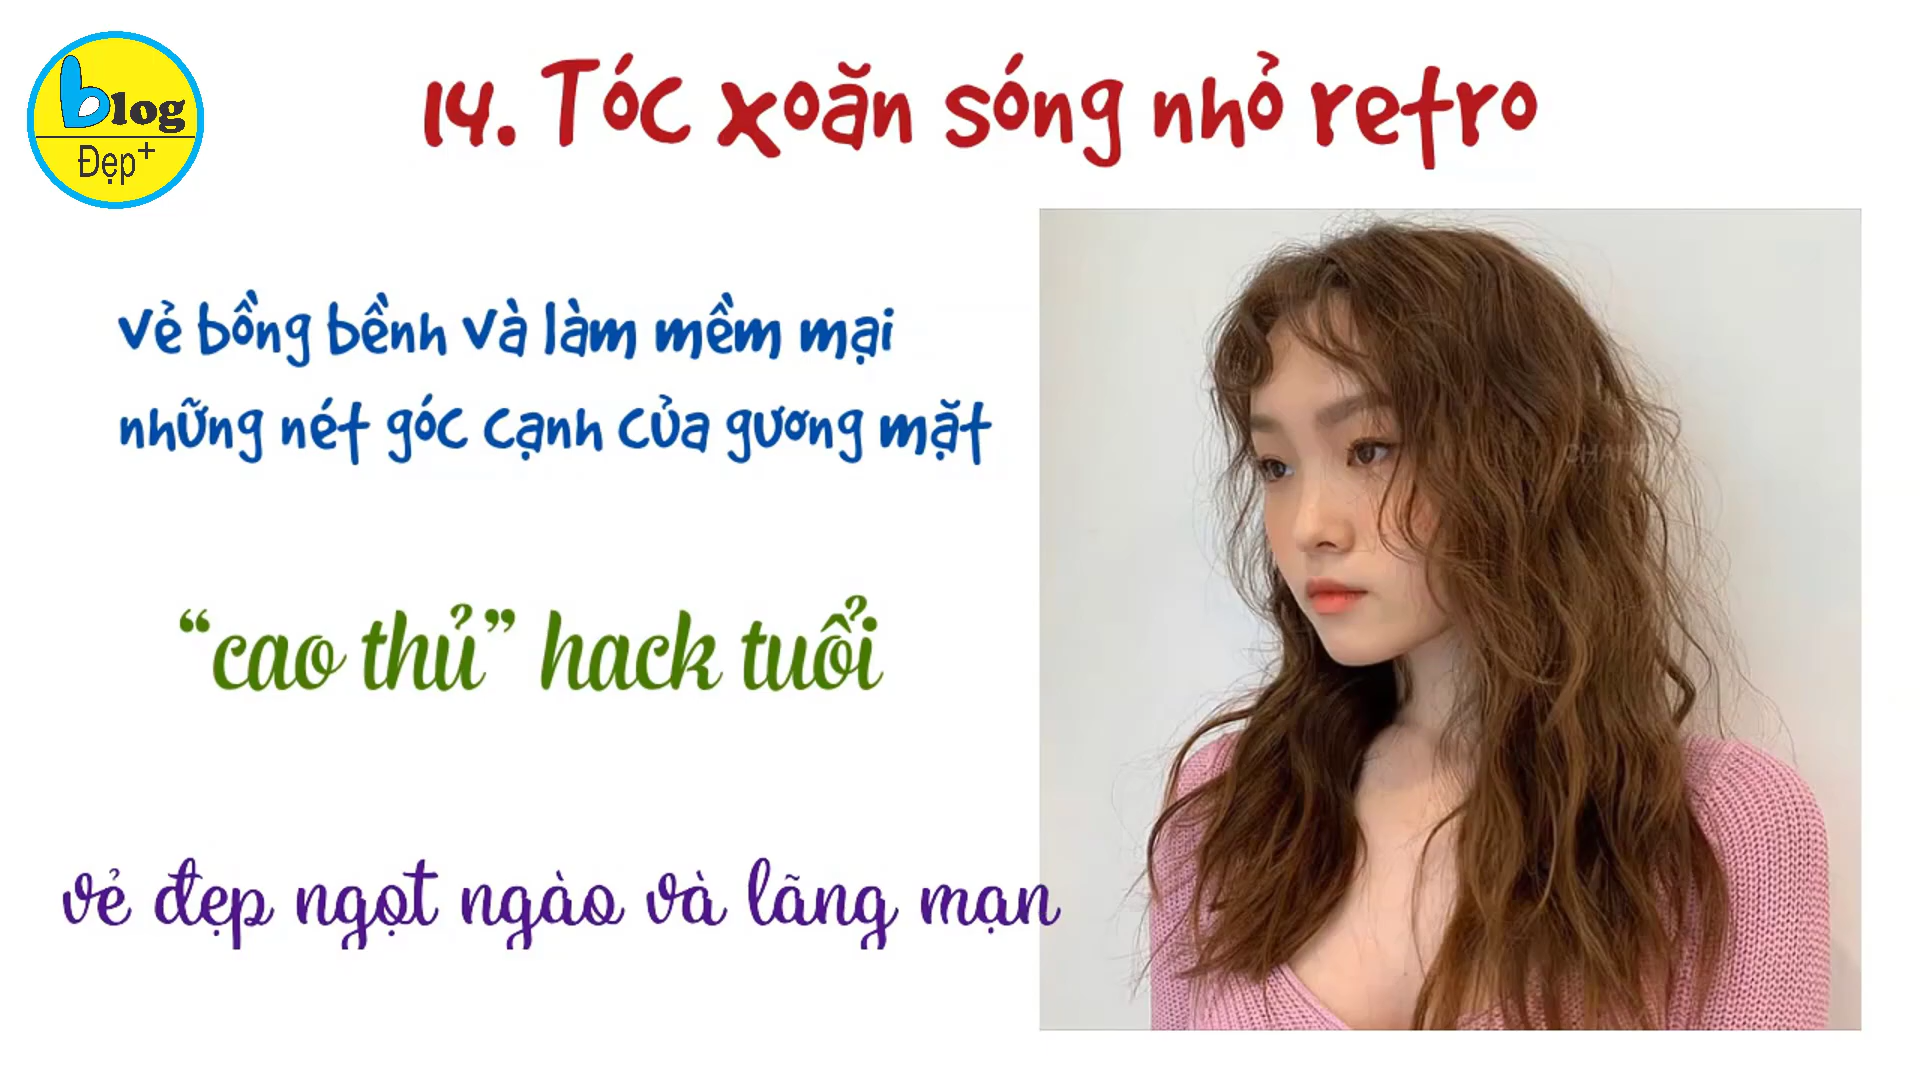 blog
Đẹp+
14. Tóc xoăn sóng nhỏ retro
vẻ bồng bềnh và làm mềm mại
những nét góc cạnh của gương mặt
“cao thủ” hack tuổi
vẻ đẹp ngọt ngào và lãng mạn